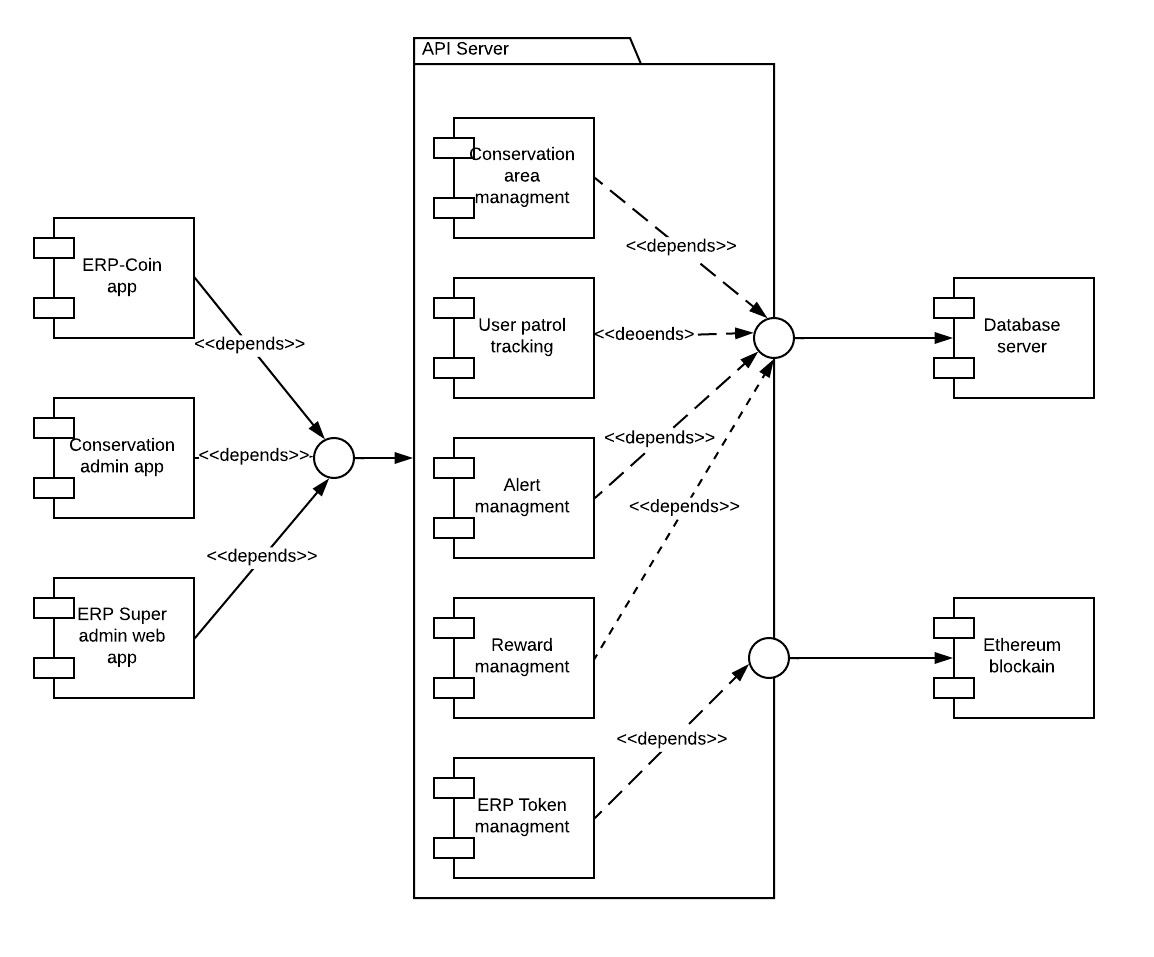 API Server
Conservation
area
managment
<<depends>>
ERP-Coin
app
<<depends>>
User patrol
tracking
<<deoends>
Database
server
Conservation
admin app
<<depends>>
Alert
managment
<<depends>>
<<depends>>
ERP Super
admin web
app
<<depends>>
Reward
managment
Ethereum
blockain
<<depends>>
ERP Token
managment